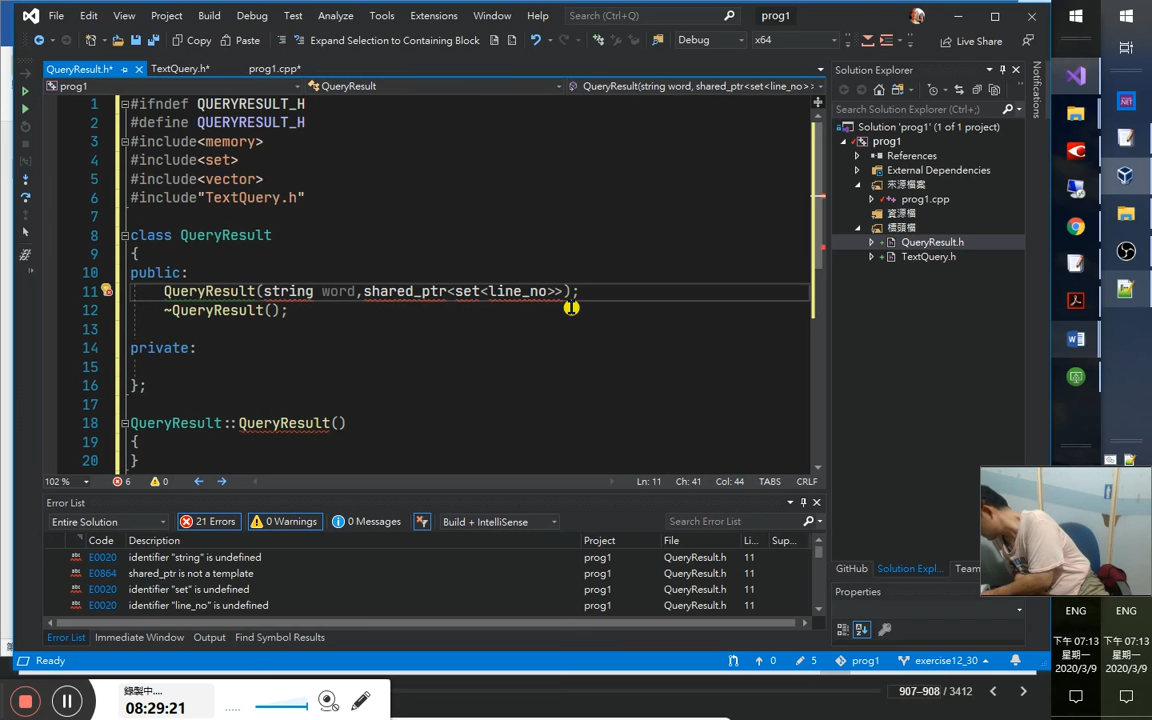 File Edit View Project Build Debug Test Analyze Tools Extensions Window Help Search (Ctrl+Q) prog1
Copy Paste Expand Selection to Containing Block Debug x64 Live Share
QueryResult.h* TextQuery.h* prog1.cpp*
prog1 QueryResult QueryResult(string word, shared_ptr<set<line_no>>
1 #ifndef QUERYRESULT_H
2 #define QUERYRESULT_H
3 #include<memory>
4 #include<set>
5 #include<vector>
6 #include"TextQuery.h"
7
8 class QueryResult
9 {
10 public:
11 QueryResult(string word,shared_ptr<set<line_no>>);
12 ~QueryResult();
13
14 private:
15
16 };
17
18 QueryResult::QueryResult()
19 {
20 }
102 % 6 0 Ln: 11 Ch: 41 Col: 44 TABS CRLF
Error List
Entire Solution 21 Errors 0 Warnings 0 Messages Build + IntelliSense Search Error List
Code Description Project File Li... Sup...
E0020 identifier "string" is undefined prog1 QueryResult.h 11
E0864 shared_ptr is not a template prog1 QueryResult.h 11
E0020 identifier "set" is undefined prog1 QueryResult.h 11
E0020 identifier "line_no" is undefined prog1 QueryResult.h 11
Error List Immediate Window Output Find Symbol Results
Ready 0 5 prog1 exercise12_30
Solution Explorer
Search Solution Explorer (Ctrl+;)
Solution 'prog1' (1 of 1 project)
prog1
References
External Dependencies
來源檔案
prog1.cpp
資源檔
標頭檔
QueryResult.h
TextQuery.h
GitHub Solution Expl... Team
Properties
Notifications
.NET
ENG ENG
下午 07:13 下午 07:13
星期一 星期一
2020/3/9 2020/3/9
錄製中....
08:29:21
907–908 / 3412